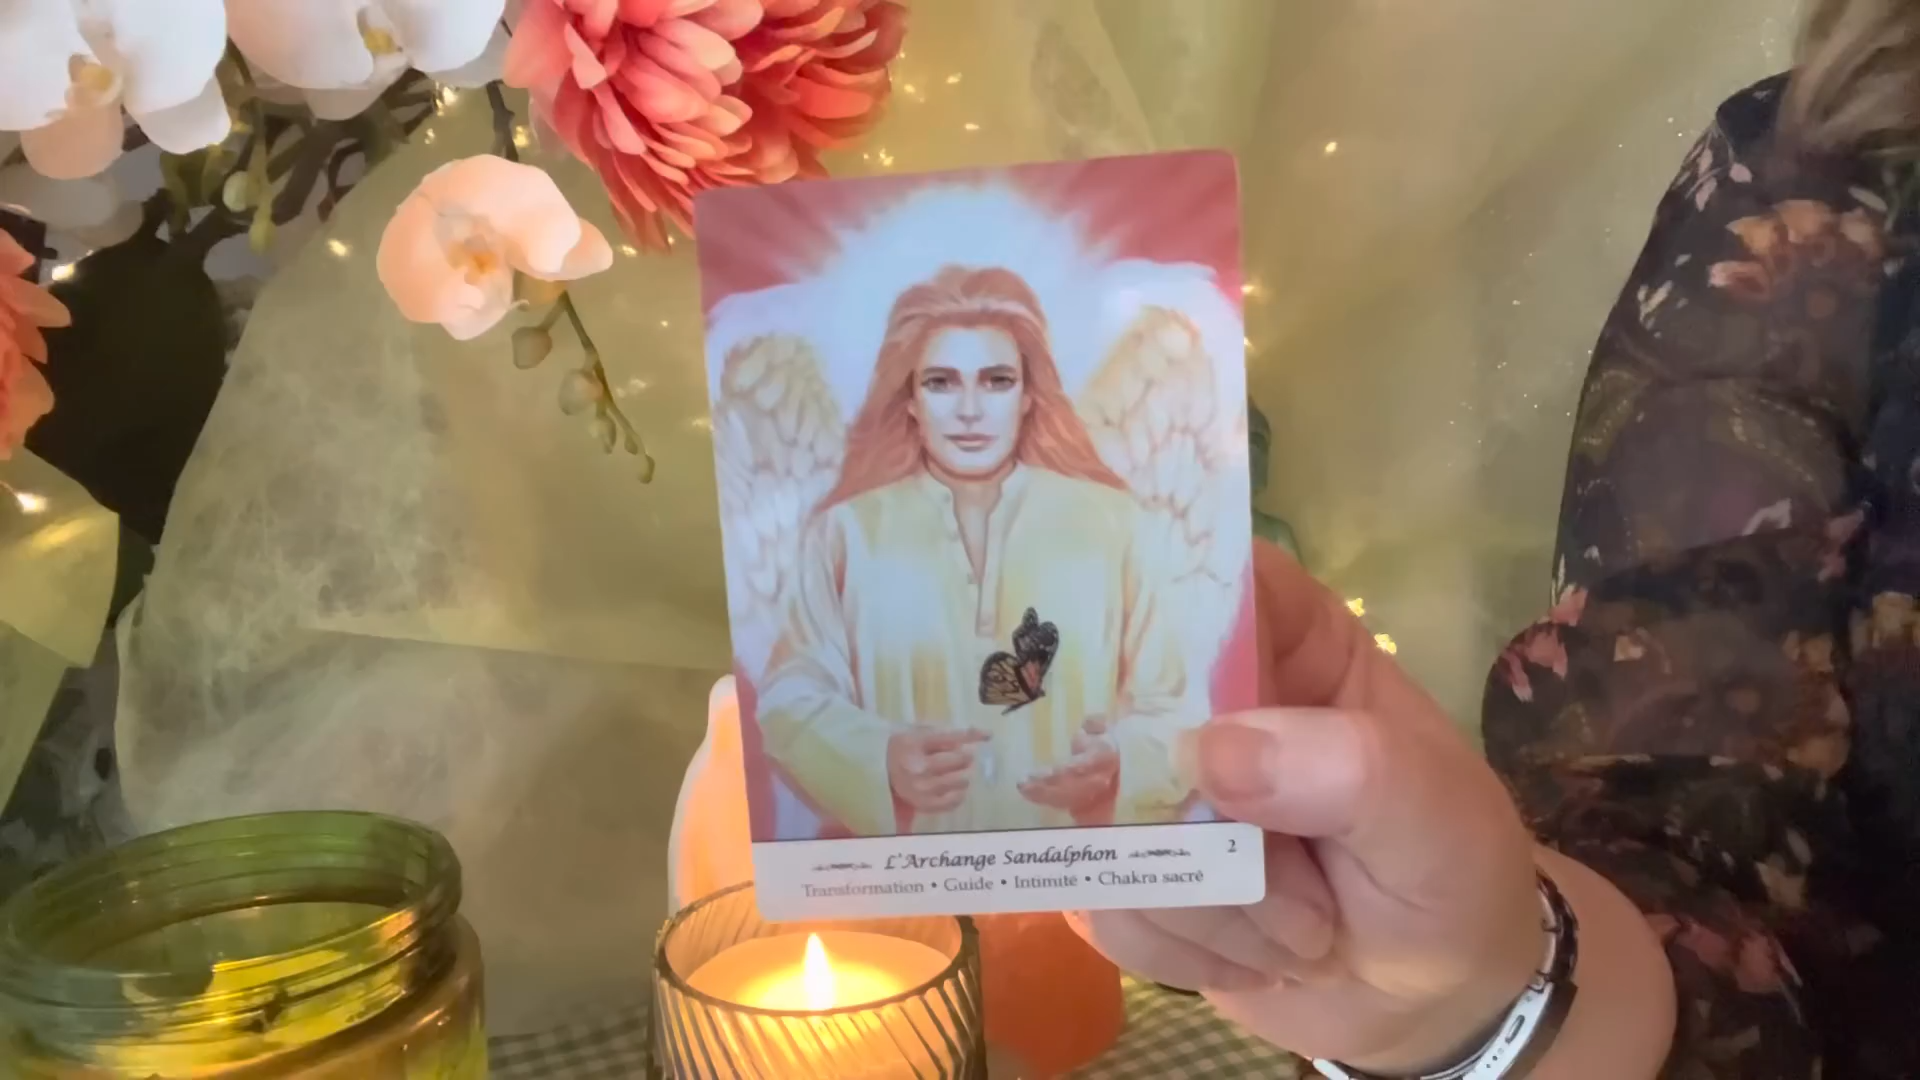 L'Archange Sandalphon
2
Transformation • Guide • Intimité • Chakra sacré